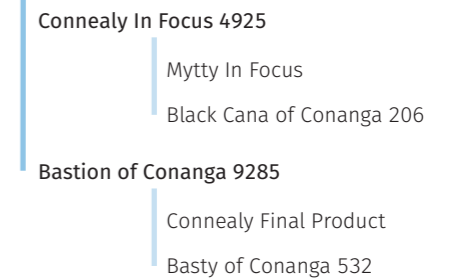 Connealy In Focus 4925
Mytty In Focus
Black Cana of Conanga 206
Bastion of Conanga 9285
Connealy Final Product
Basty of Conanga 532